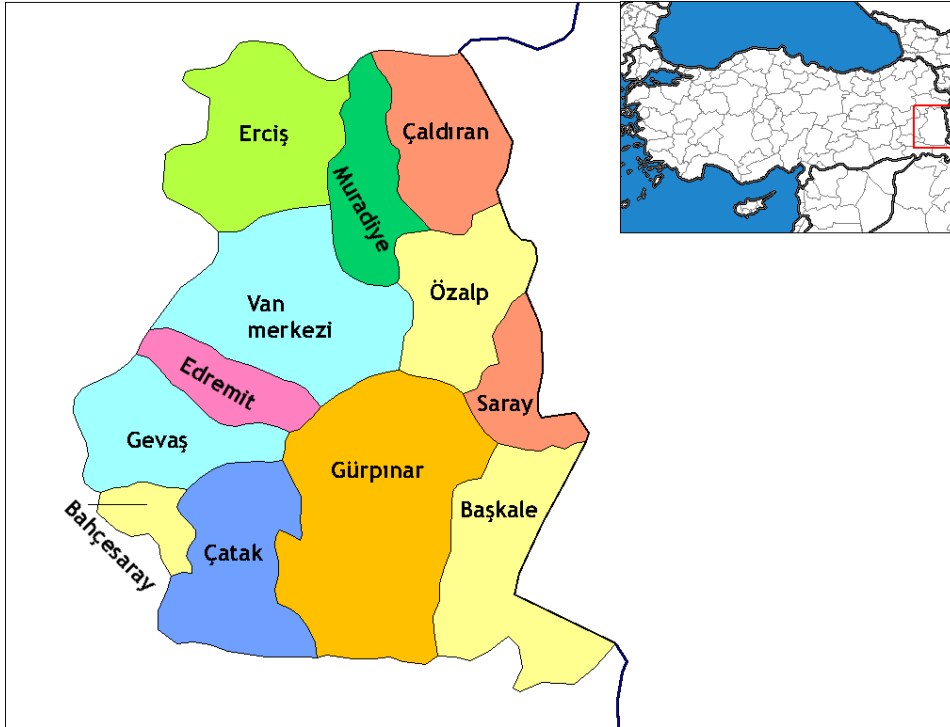 Erciş
Çaldıran
Muradiye
Özalp
Van
merkezi
Edremit
Saray
Gevaş
Gürpınar
Başkale
Bahçesaray
Çatak